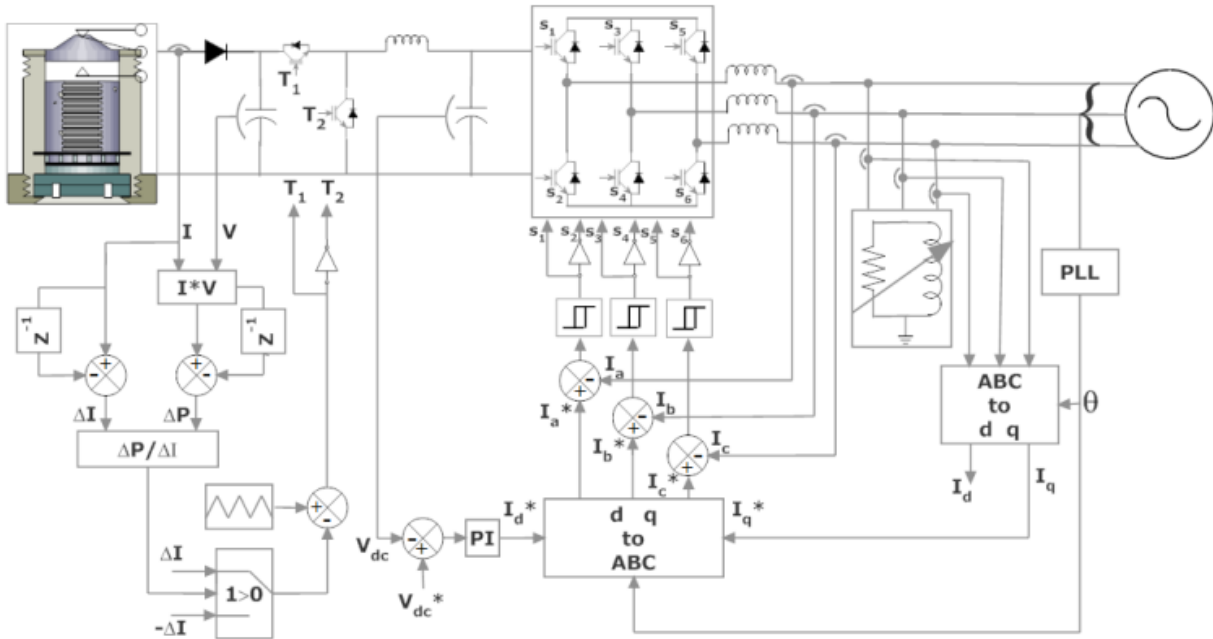 S1
S3
S5
T1
T2
S2
S4
S6
T1
T2
S1
S2
S3
S4
S5
S6
I
V
I*V
PLL
Z-1
Z-1
ABC
to
d q
θ
Ia
Ia*
Ib
Ib*
Ic
Ic*
ΔI
ΔP
ΔP/ΔI
Id
Iq
Id*
d q
to
ABC
Iq*
Vdc
PI
Vdc*
ΔI
1>0
-ΔI